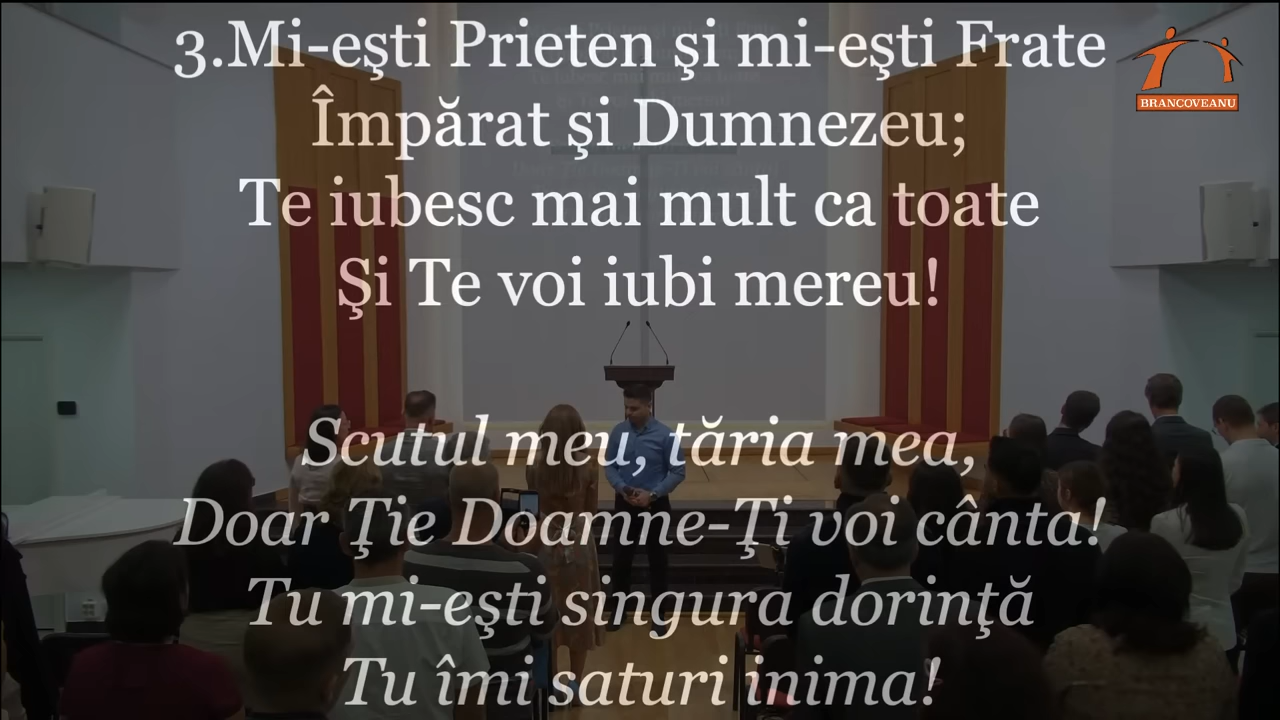 3.Mi-eşti Prieten şi mi-eşti Frate
Împărat şi Dumnezeu;
Te iubesc mai mult ca toate
Şi Te voi iubi mereu!
Scutul meu, tăria mea,
Doar Ţie Doamne-Ţi voi cânta!
Tu mi-eşti singura dorinţă
Tu îmi saturi inima!
BRANCOVEANU